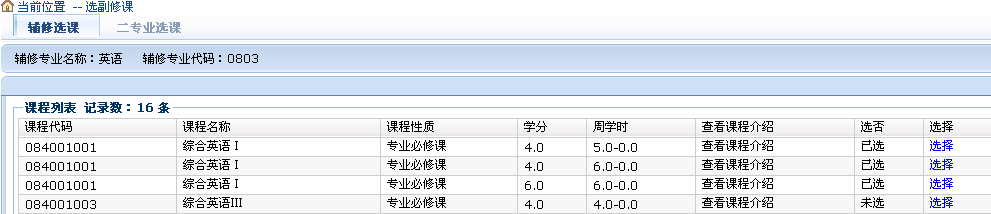 当前位置 -- 选副修课
辅修选课 二专业选课
辅修专业名称：英语 辅修专业代码：0803
课程列表 记录数：16 条
课程代码 课程名称 课程性质 学分 周学时 查看课程介绍 选否 选择
084001001 综合英语Ⅰ 专业必修课 4.0 5.0-0.0 查看课程介绍 已选 选择
084001001 综合英语Ⅰ 专业必修课 4.0 6.0-0.0 查看课程介绍 已选 选择
084001001 综合英语Ⅰ 专业必修课 6.0 6.0-0.0 查看课程介绍 已选 选择
084001003 综合英语III 专业必修课 4.0 4.0-0.0 查看课程介绍 未选 选择